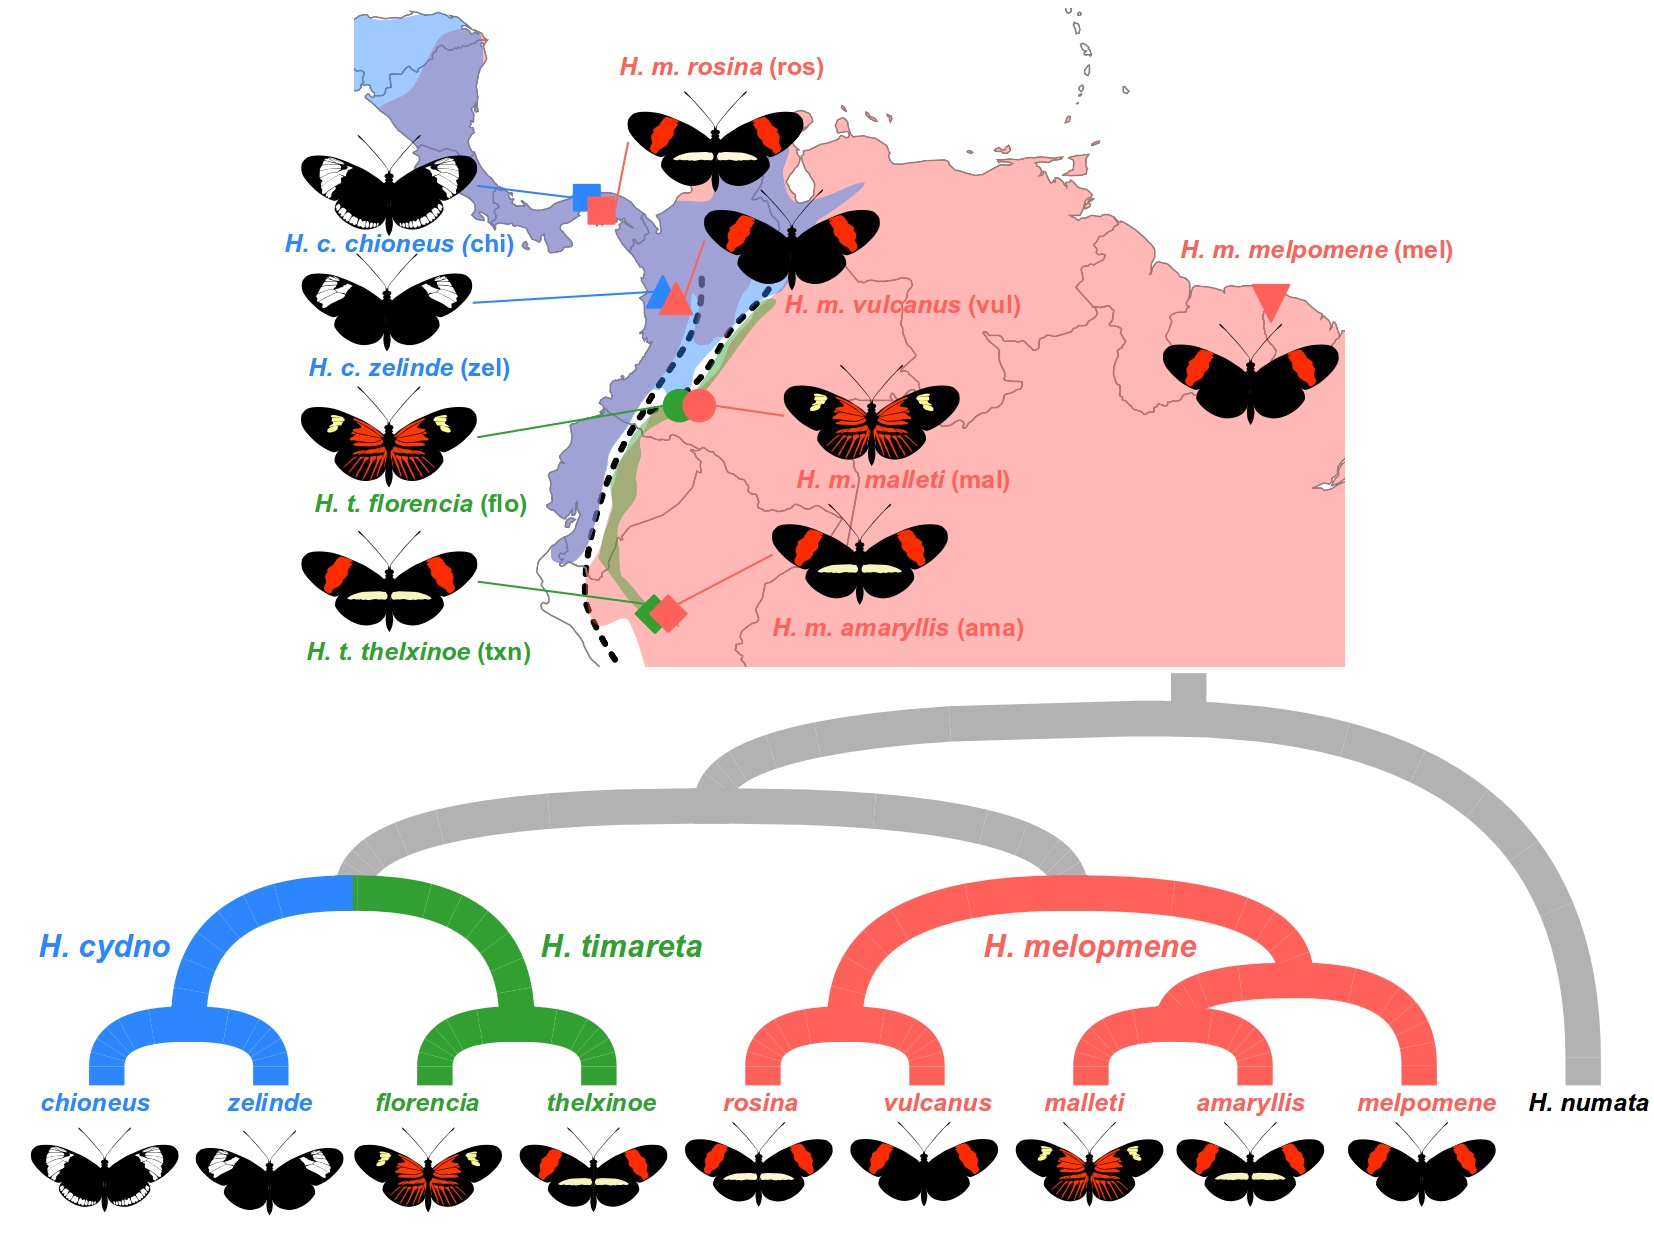 H. m. rosina (ros)
H. c. chioneus (chi)
H. m. melpomene (mel)
H. m. vulcanus (vul)
H. c. zelinde (zel)
H. m. malleti (mal)
H. t. florencia (flo)
H. m. amaryllis (ama)
H. t. thelxinoe (txn)
H. cydno
H. timareta
H. melopmene
chioneus
zelinde
florencia
thelxinoe
rosina
vulcanus
malleti
amaryllis
melpomene
H. numata